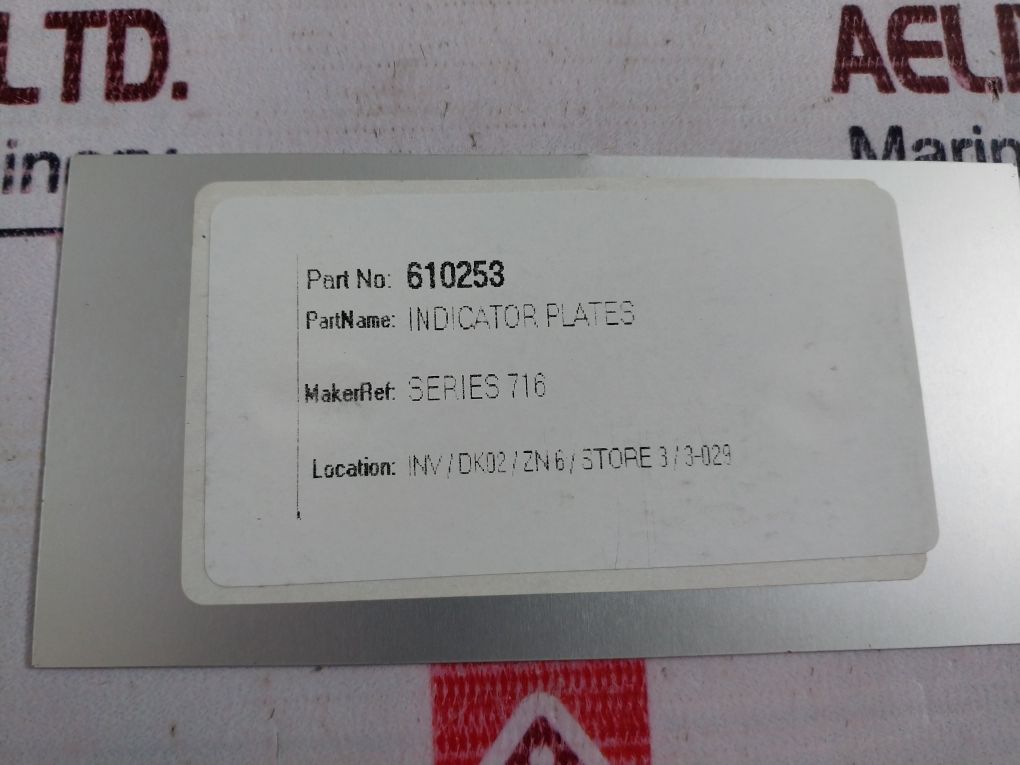 LTD.
AEL
Marin
Part No: 610253
PartName: INDICATOR PLATES
MakerRef: SERIES 716
Location: INV / DK02 / ZN 6 / STORE 3 / 3-029